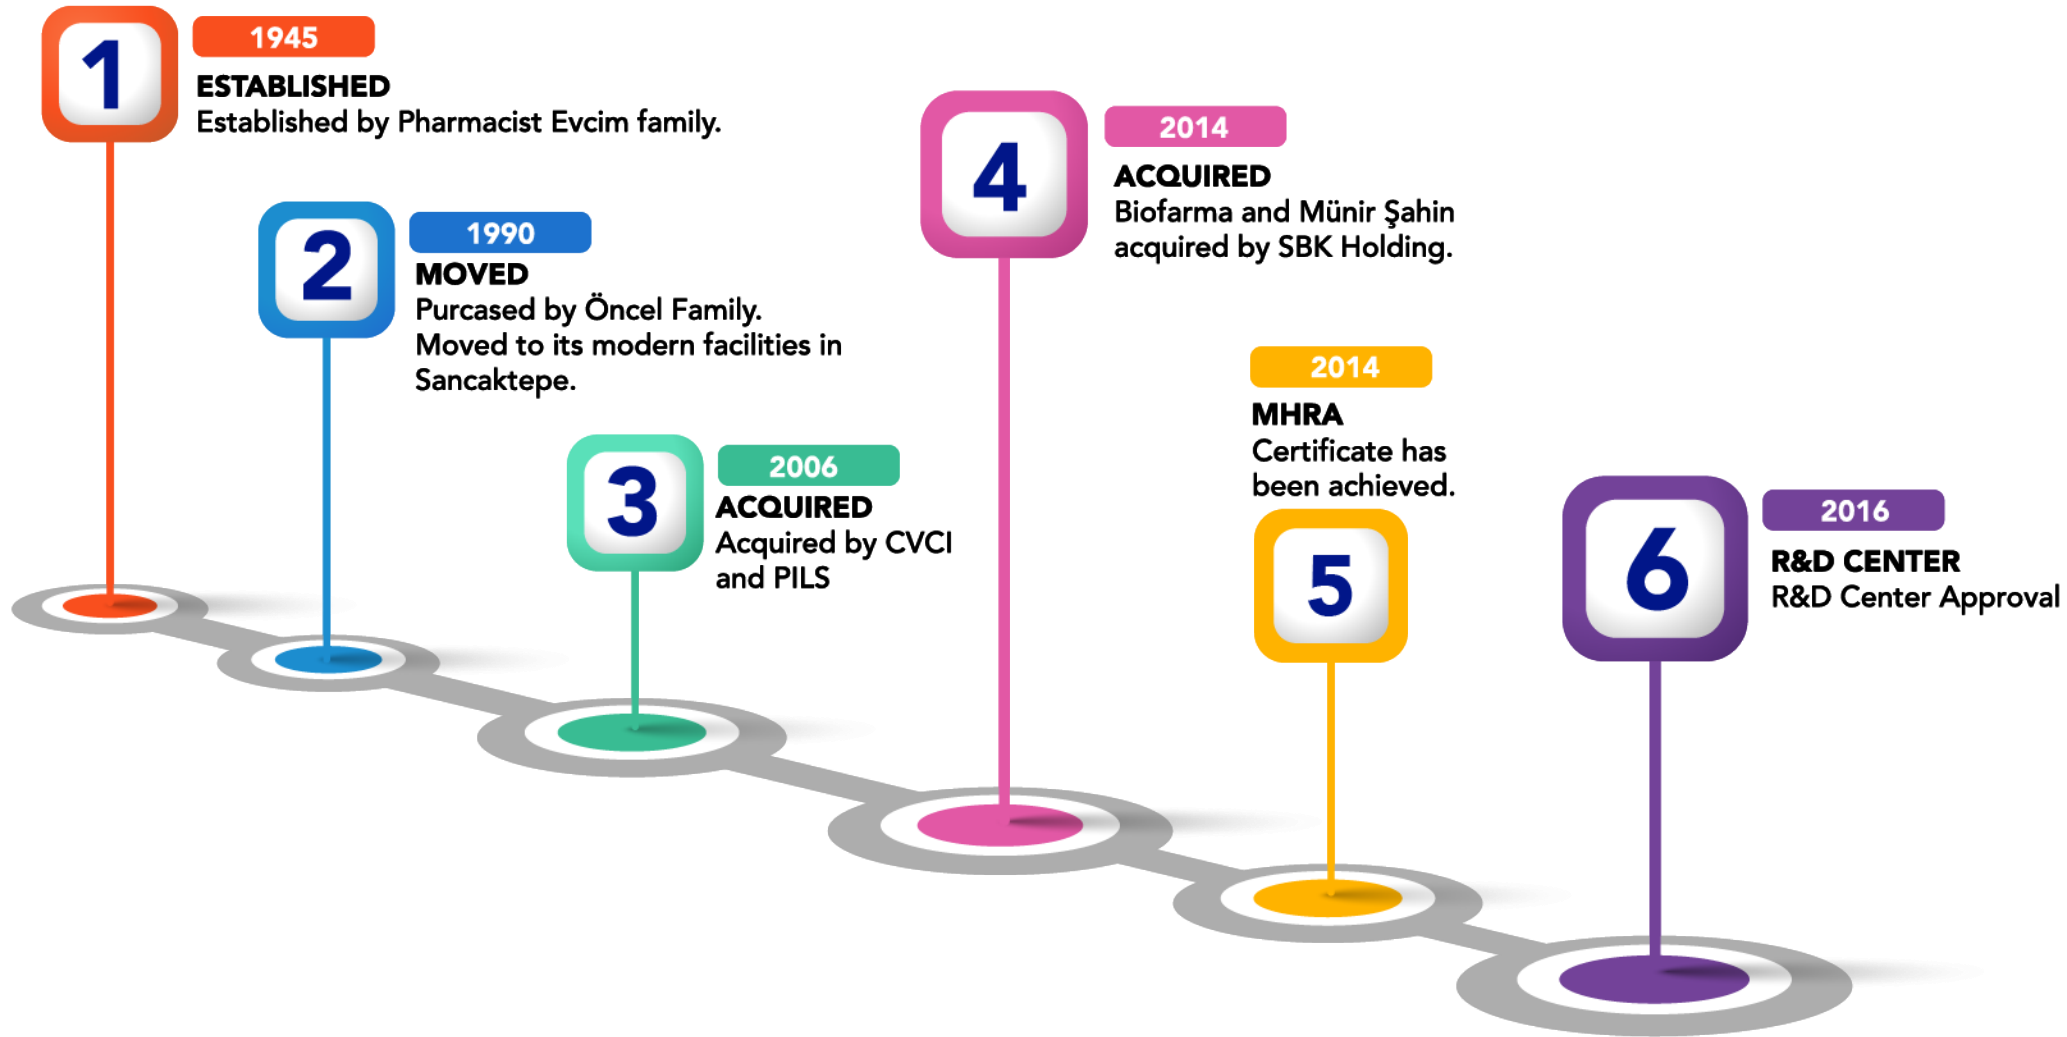 1
1945
ESTABLISHED
Established by Pharmacist Evcim family.
2
1990
MOVED
Purcased by Öncel Family.
Moved to its modern facilities in
Sancaktepe.
3
2006
ACQUIRED
Acquired by CVCI
and PILS
4
2014
ACQUIRED
Biofarma and Münir Şahin
acquired by SBK Holding.
5
2014
MHRA
Certificate has
been achieved.
6
2016
R&D CENTER
R&D Center Approval